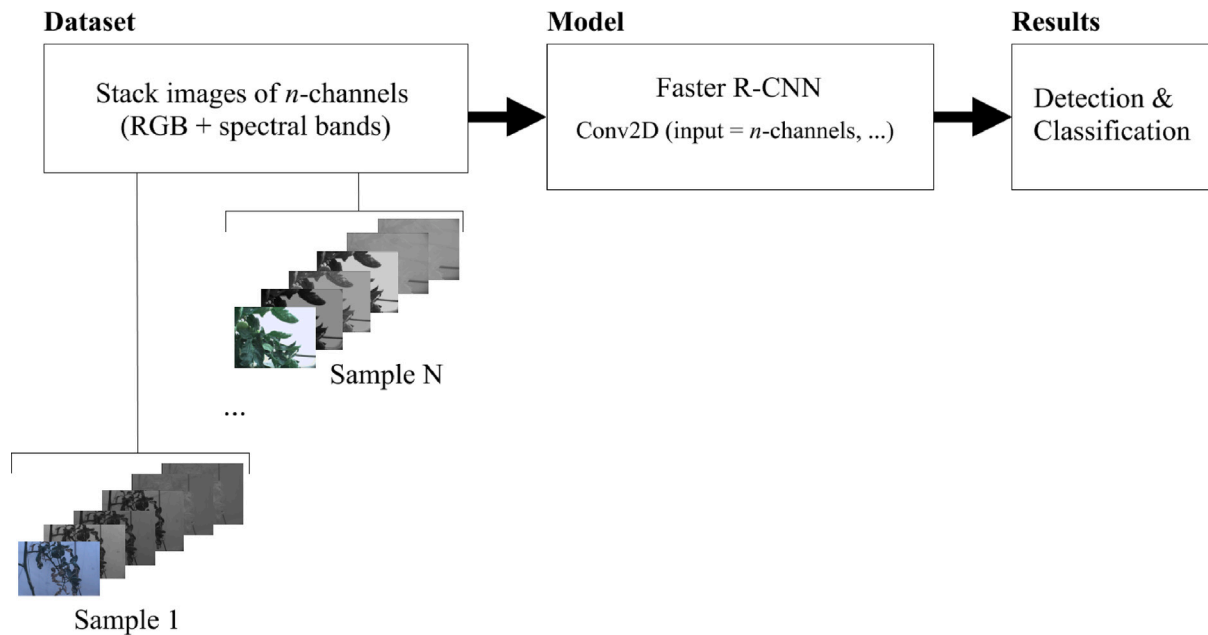 Dataset
Stack images of n-channels
(RGB + spectral bands)
Model
Faster R-CNN
Conv2D (input = n-channels, ...)
Results
Detection &
Classification
Sample N
...
Sample 1